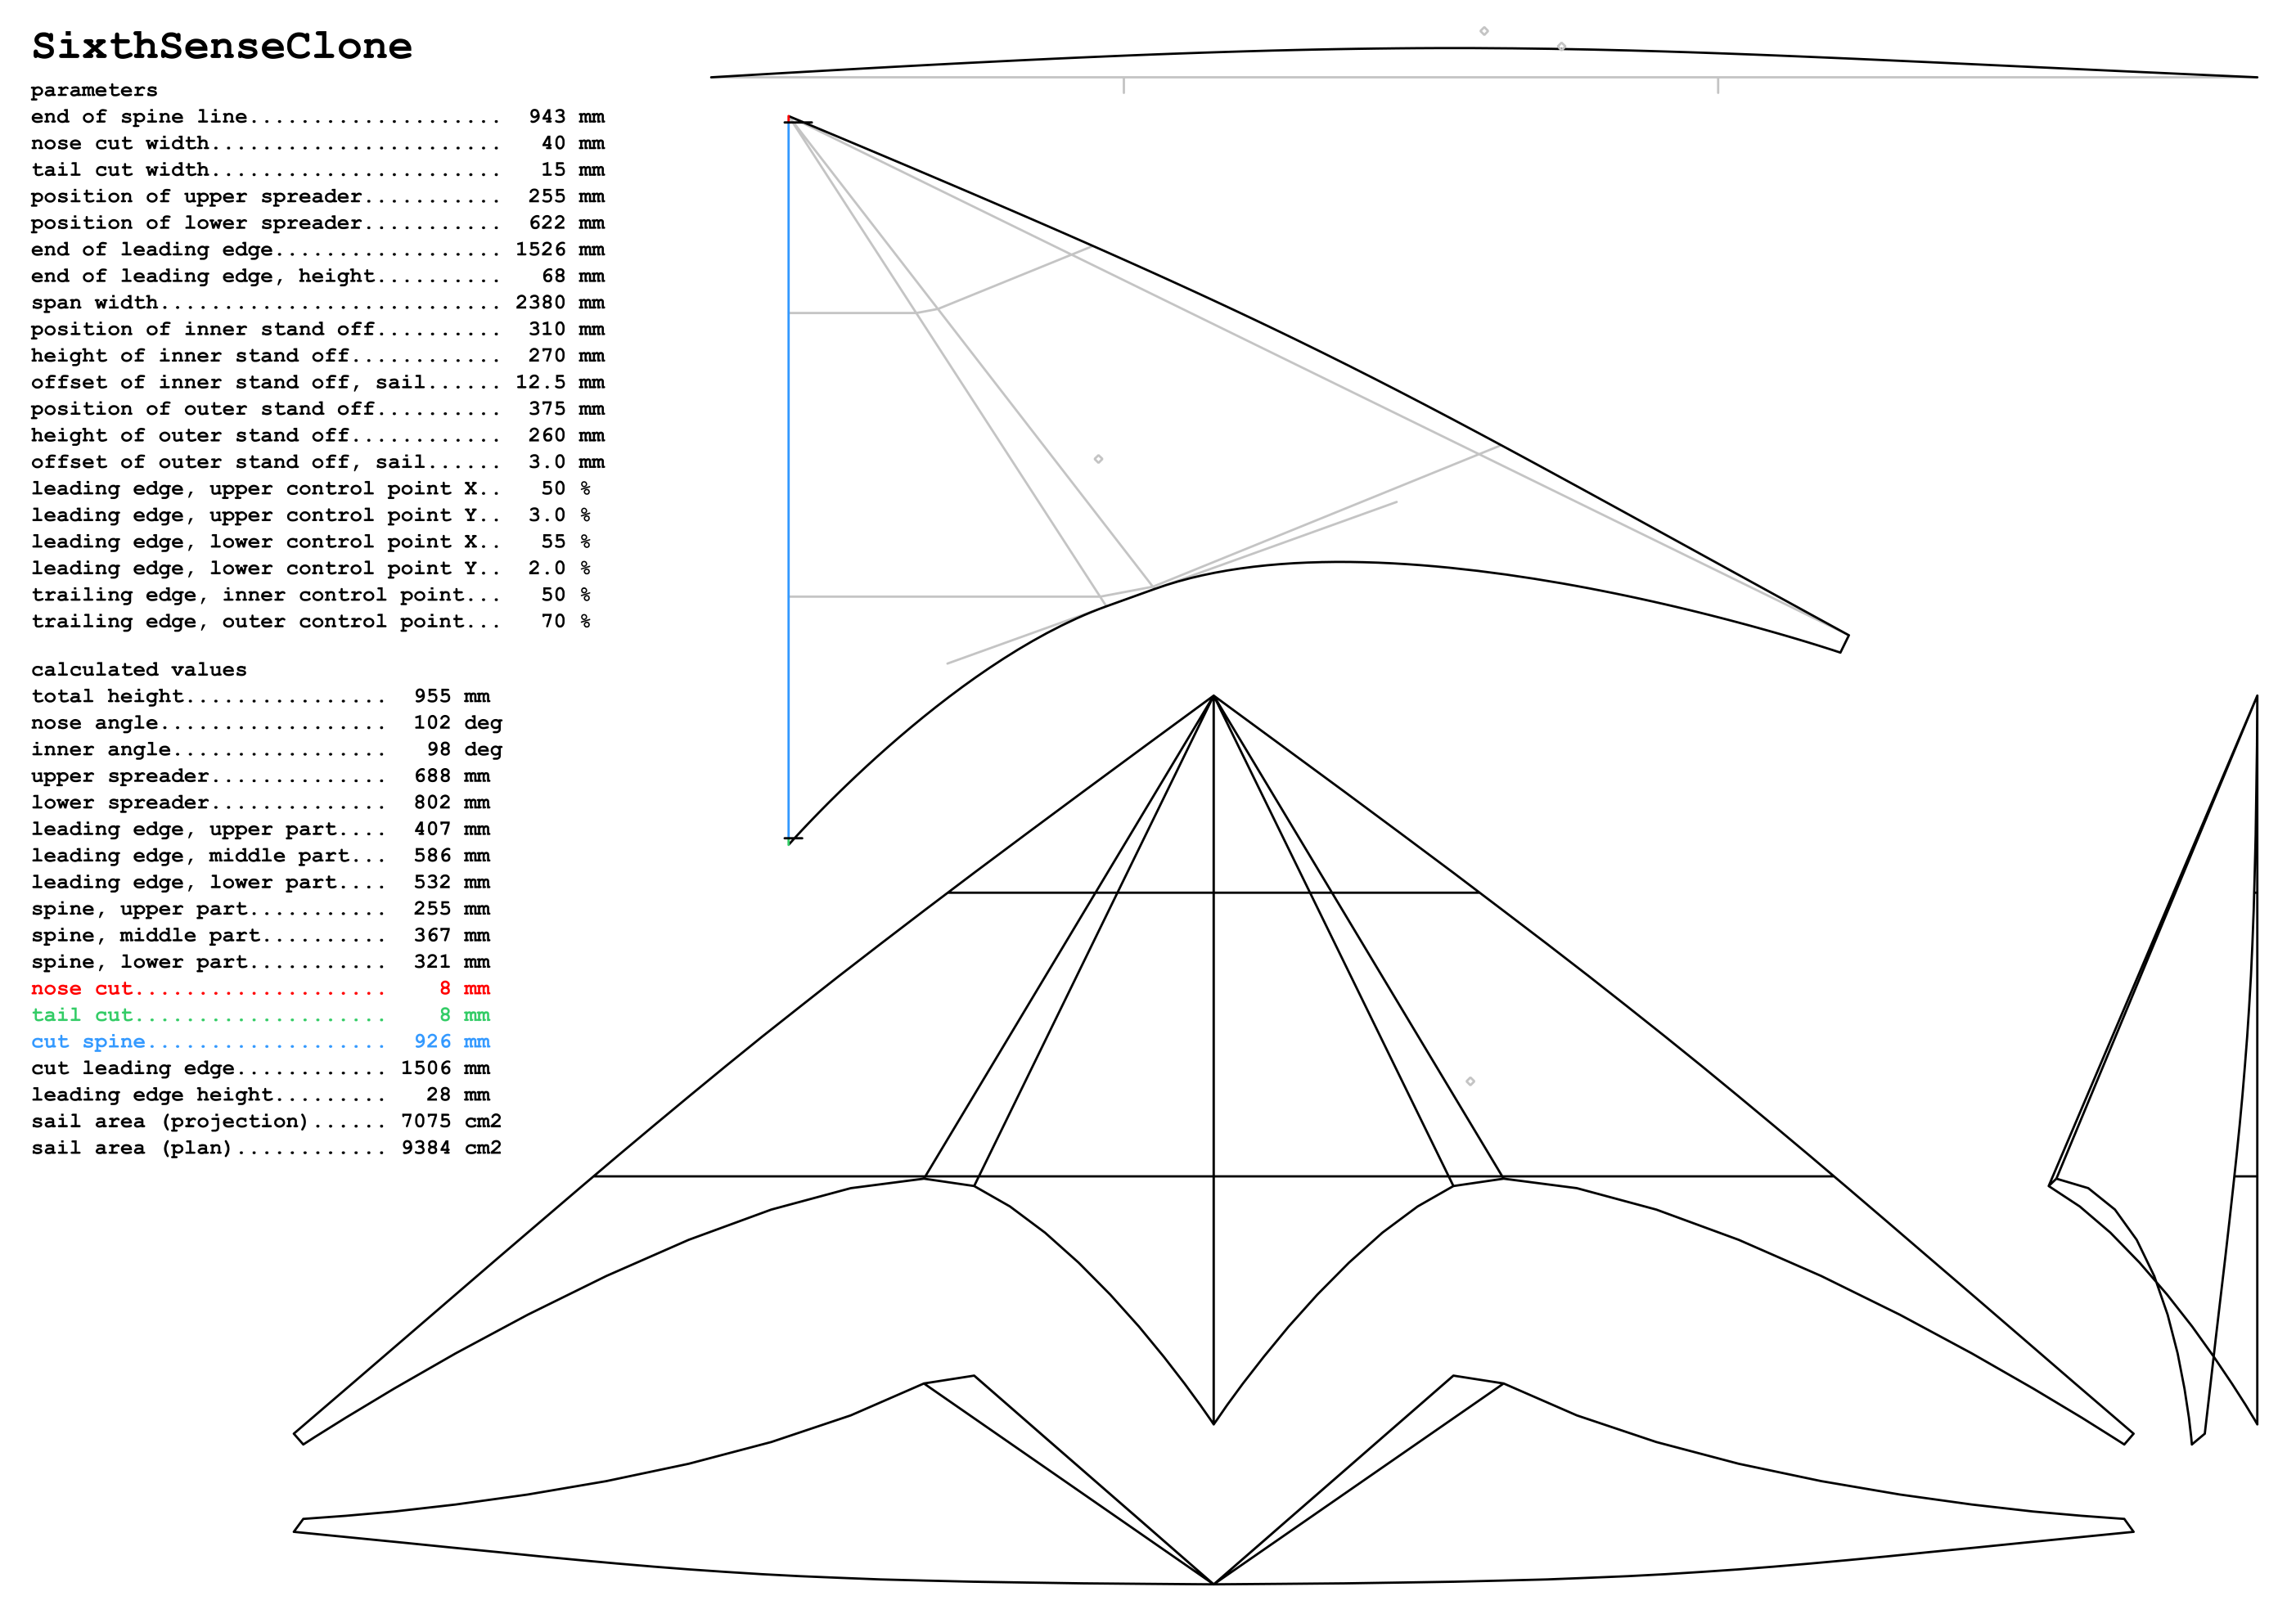 SixthSenseClone
parameters
end of spine line.................... 943 mm
nose cut width....................... 40 mm
tail cut width....................... 15 mm
position of upper spreader........... 255 mm
position of lower spreader........... 622 mm
end of leading edge.................. 1526 mm
end of leading edge, height.......... 68 mm
span width........................... 2380 mm
position of inner stand off.......... 310 mm
height of inner stand off............ 270 mm
offset of inner stand off, sail...... 12.5 mm
position of outer stand off.......... 375 mm
height of outer stand off............ 260 mm
offset of outer stand off, sail...... 3.0 mm
leading edge, upper control point X.. 50 %
leading edge, upper control point Y.. 3.0 %
leading edge, lower control point X.. 55 %
leading edge, lower control point Y.. 2.0 %
trailing edge, inner control point... 50 %
trailing edge, outer control point... 70 %
calculated values
total height................ 955 mm
nose angle.................. 102 deg
inner angle................. 98 deg
upper spreader.............. 688 mm
lower spreader.............. 802 mm
leading edge, upper part.... 407 mm
leading edge, middle part... 586 mm
leading edge, lower part.... 532 mm
spine, upper part........... 255 mm
spine, middle part.......... 367 mm
spine, lower part........... 321 mm
nose cut.................... 8 mm
tail cut.................... 8 mm
cut spine................... 926 mm
cut leading edge............ 1506 mm
leading edge height......... 28 mm
sail area (projection)...... 7075 cm2
sail area (plan)............ 9384 cm2